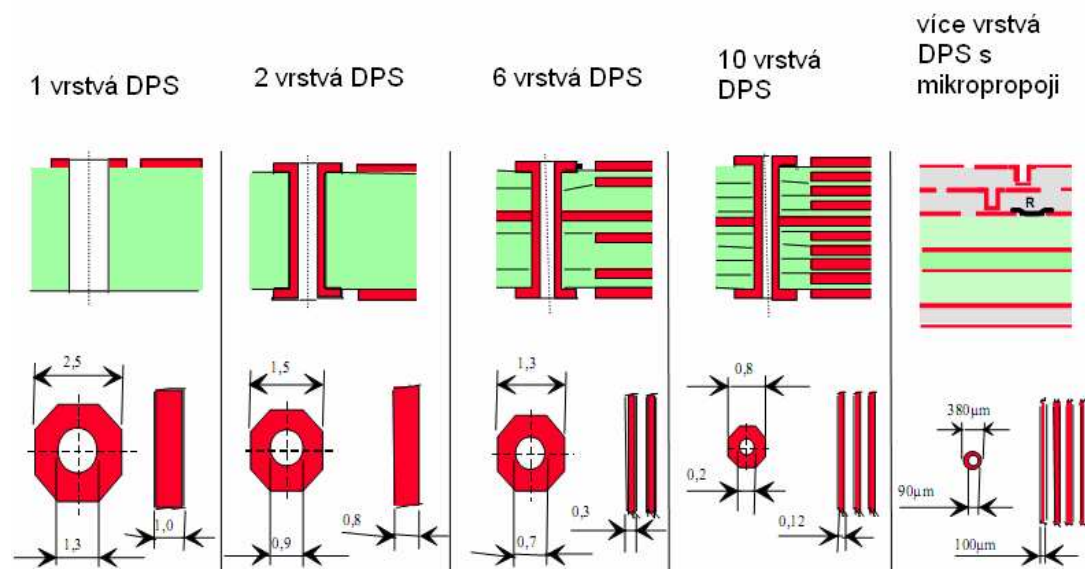 1 vrstvá DPS
2 vrstvá DPS
6 vrstvá DPS
10 vrstvá
DPS
více vrstvá
DPS s
mikropropoji
R
2,5
1,0
1,3
1,5
0,8
0,9
1,3
0,3
0,7
0,8
0,2
0,12
380µm
90µm
100µm